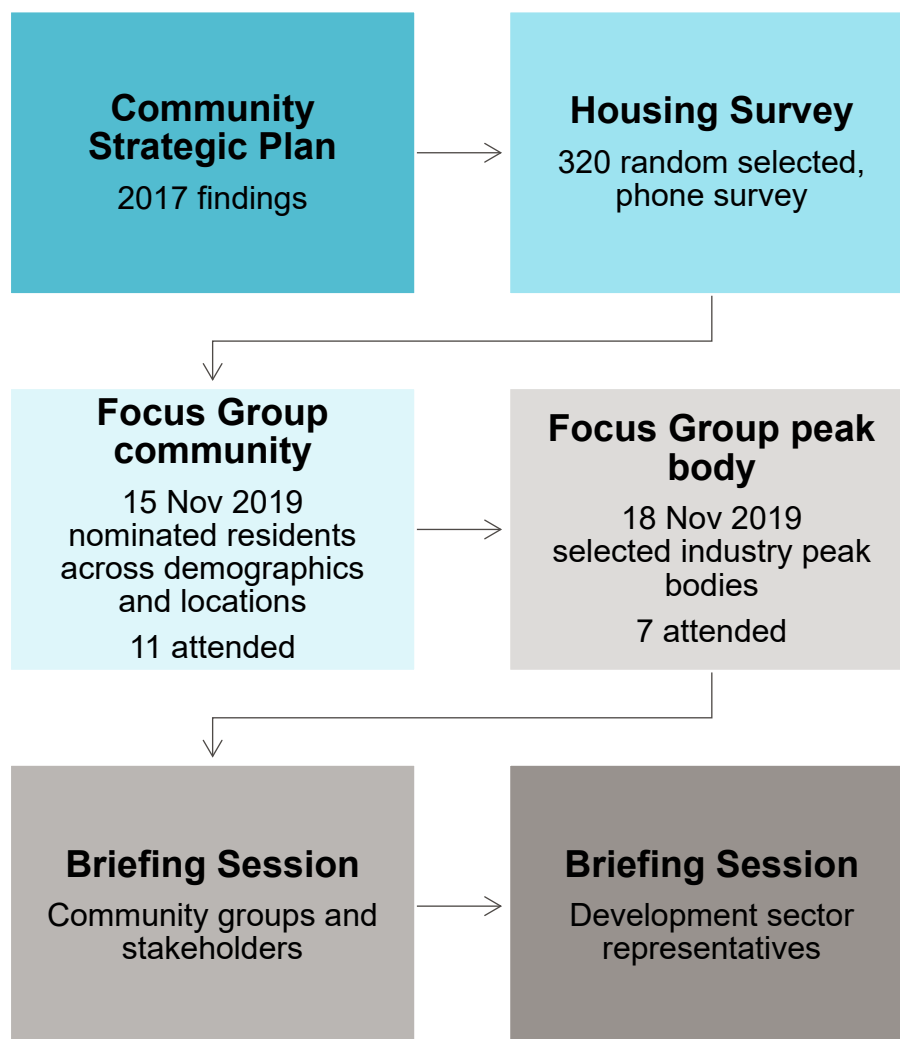 Community
Strategic Plan
2017 findings
Housing Survey
320 random selected,
phone survey
Focus Group
community
15 Nov 2019
nominated residents
across demographics
and locations
11 attended
Focus Group peak
body
18 Nov 2019
selected industry peak
bodies
7 attended
Briefing Session
Community groups and
stakeholders
Briefing Session
Development sector
representatives